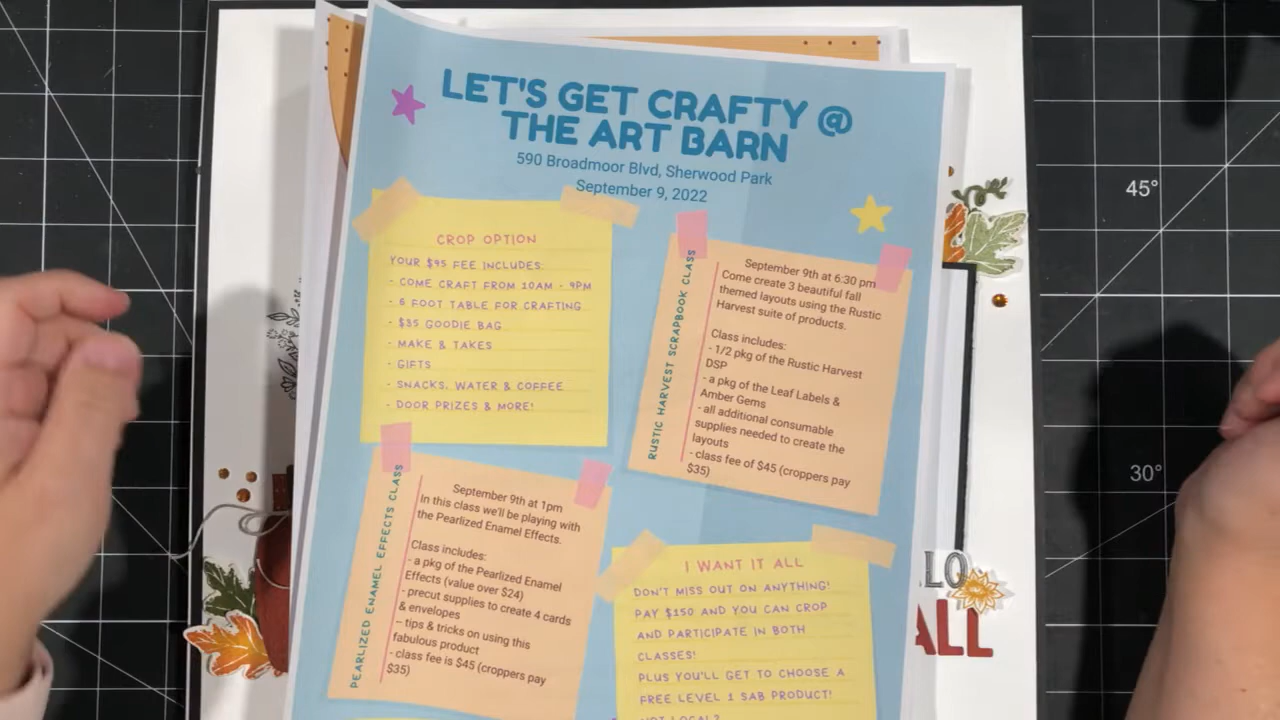 LET'S GET CRAFTY @
THE ART BARN
590 Broadmoor Blvd, Sherwood Park
September 9, 2022
CROP OPTION
YOUR $95 FEE INCLUDES:
- COME CRAFT FROM 10AM - 9PM
- 6 FOOT TABLE FOR CRAFTING
- $35 GOODIE BAG
- MAKE & TAKES
- GIFTS
- SNACKS, WATER & COFFEE
- DOOR PRIZES & MORE!
RUSTIC HARVEST SCRAPBOOK CLASS
September 9th at 6:30 pm
Come create 3 beautiful fall
themed layouts using the Rustic
Harvest suite of products.
Class includes:
- 1/2 pkg of the Rustic Harvest
DSP
- a pkg of the Leaf Labels &
Amber Gems
- all additional consumable
supplies needed to create the
layouts
- class fee of $45 (croppers pay
$35)
PEARLIZED ENAMEL EFFECTS CLASS
September 9th at 1pm
In this class we'll be playing with
the Pearlized Enamel Effects.
Class includes:
- a pkg of the Pearlized Enamel
Effects (value over $24)
- precut supplies to create 4 cards
& envelopes
-- tips & tricks on using this
fabulous product
- class fee is $45 (croppers pay
$35)
I WANT IT ALL
DON'T MISS OUT ON ANYTHING!
PAY $150 AND YOU CAN CROP
AND PARTICIPATE IN BOTH
CLASSES!
PLUS YOU'LL GET TO CHOOSE A
FREE LEVEL 1 SAB PRODUCT!
NOT LOCAL?
LO
ALL
45°
30°